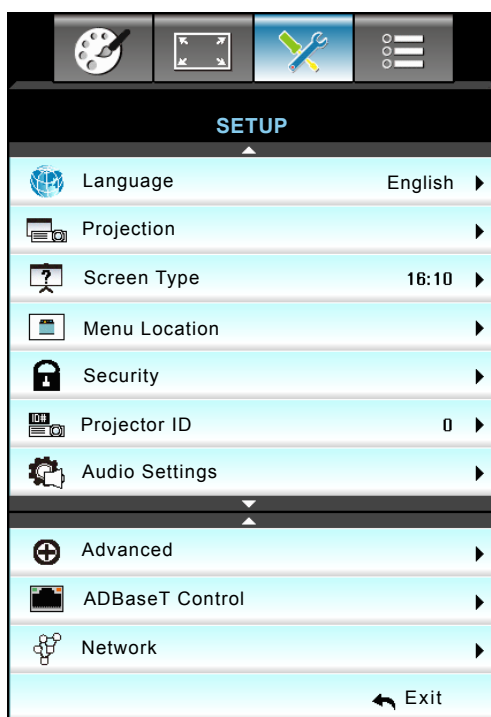 SETUP
Language English
Projection
Screen Type 16:10
Menu Location
Security
ID#
Projector ID 0
Audio Settings
Advanced
ADBaseT Control
Network
Exit